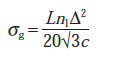 σg = Ln₁Δ² / 20√3c